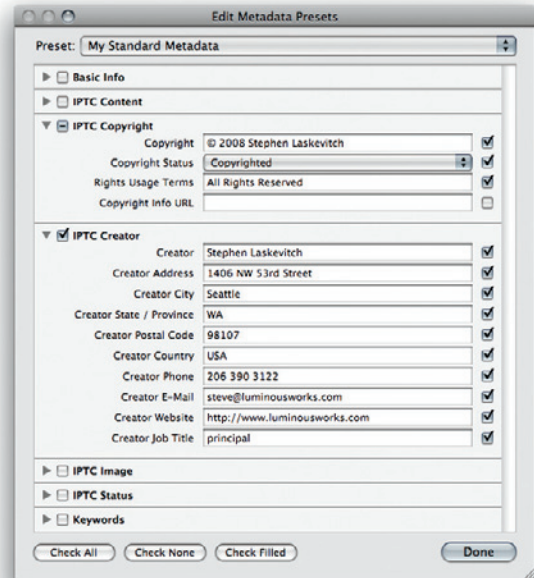 Edit Metadata Presets
Preset: My Standard Metadata
Basic Info
IPTC Content
IPTC Copyright
Copyright © 2008 Stephen Laskevitch
Copyright Status Copyrighted
Rights Usage Terms All Rights Reserved
Copyright Info URL
IPTC Creator
Creator Stephen Laskevitch
Creator Address 1406 NW 53rd Street
Creator City Seattle
Creator State / Province WA
Creator Postal Code 98107
Creator Country USA
Creator Phone 206 390 3122
Creator E-Mail steve@luminousworks.com
Creator Website http://www.luminousworks.com
Creator Job Title principal
IPTC Image
IPTC Status
Keywords
Check All Check None Check Filled Done